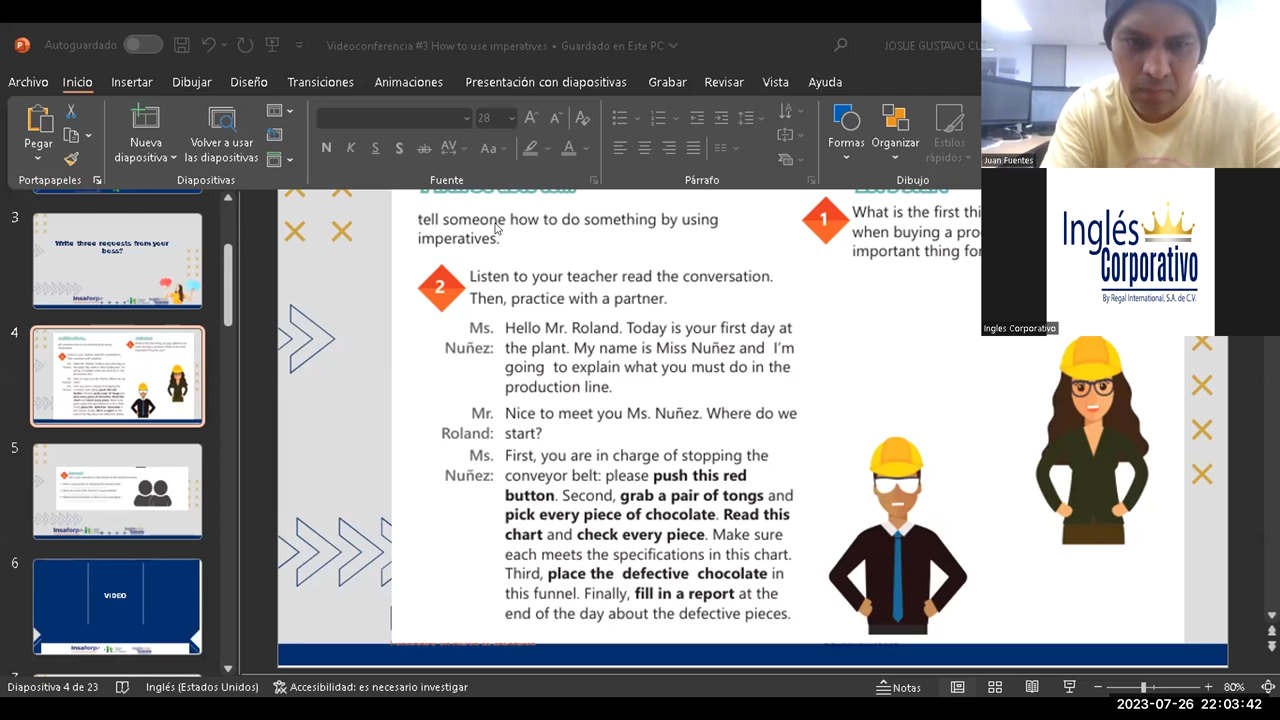 Autoguardado
Videoconferencia #3 How to use imperatives • Guardado en Este PC
JOSUE GUSTAVO CU
Archivo Inicio Insertar Dibujar Diseño Transiciones Animaciones Presentación con diapositivas Grabar Revisar Vista Ayuda
Pegar
Nueva diapositiva
Volver a usar las diapositivas
28
N K S S ab AV Aa A
Formas
Organizar
Estilos rápidos
Portapapeles
Diapositivas
Fuente
Párrafo
Dibujo
Juan Fuentes
Inglés
Corporativo
By Regal International, S.A. de C.V.
Ingles Corporativo
3
Write three requests from your
boss?
Insaforp
4
5
Insaforp
6
VIDEO
Insaforp
tell someone how to do something by using
imperatives.
2
Listen to your teacher read the conversation.
Then, practice with a partner.
Ms. Hello Mr. Roland. Today is your first day at
Nuñez: the plant. My name is Miss Nuñez and I'm
going to explain what you must do in the
production line.
Mr. Nice to meet you Ms. Nuñez. Where do we
Roland: start?
Ms. First, you are in charge of stopping the
Nuñez: conveyor belt: please push this red
button. Second, grab a pair of tongs and
pick every piece of chocolate. Read this
chart and check every piece. Make sure
each meets the specifications in this chart.
Third, place the defective chocolate in
this funnel. Finally, fill in a report at the
end of the day about the defective pieces.
1
What is the first thi
when buying a pro
important thing for
Diapositiva 4 de 23
Inglés (Estados Unidos)
Accesibilidad: es necesario investigar
Notas
80%
2023-07-26 22:03:42